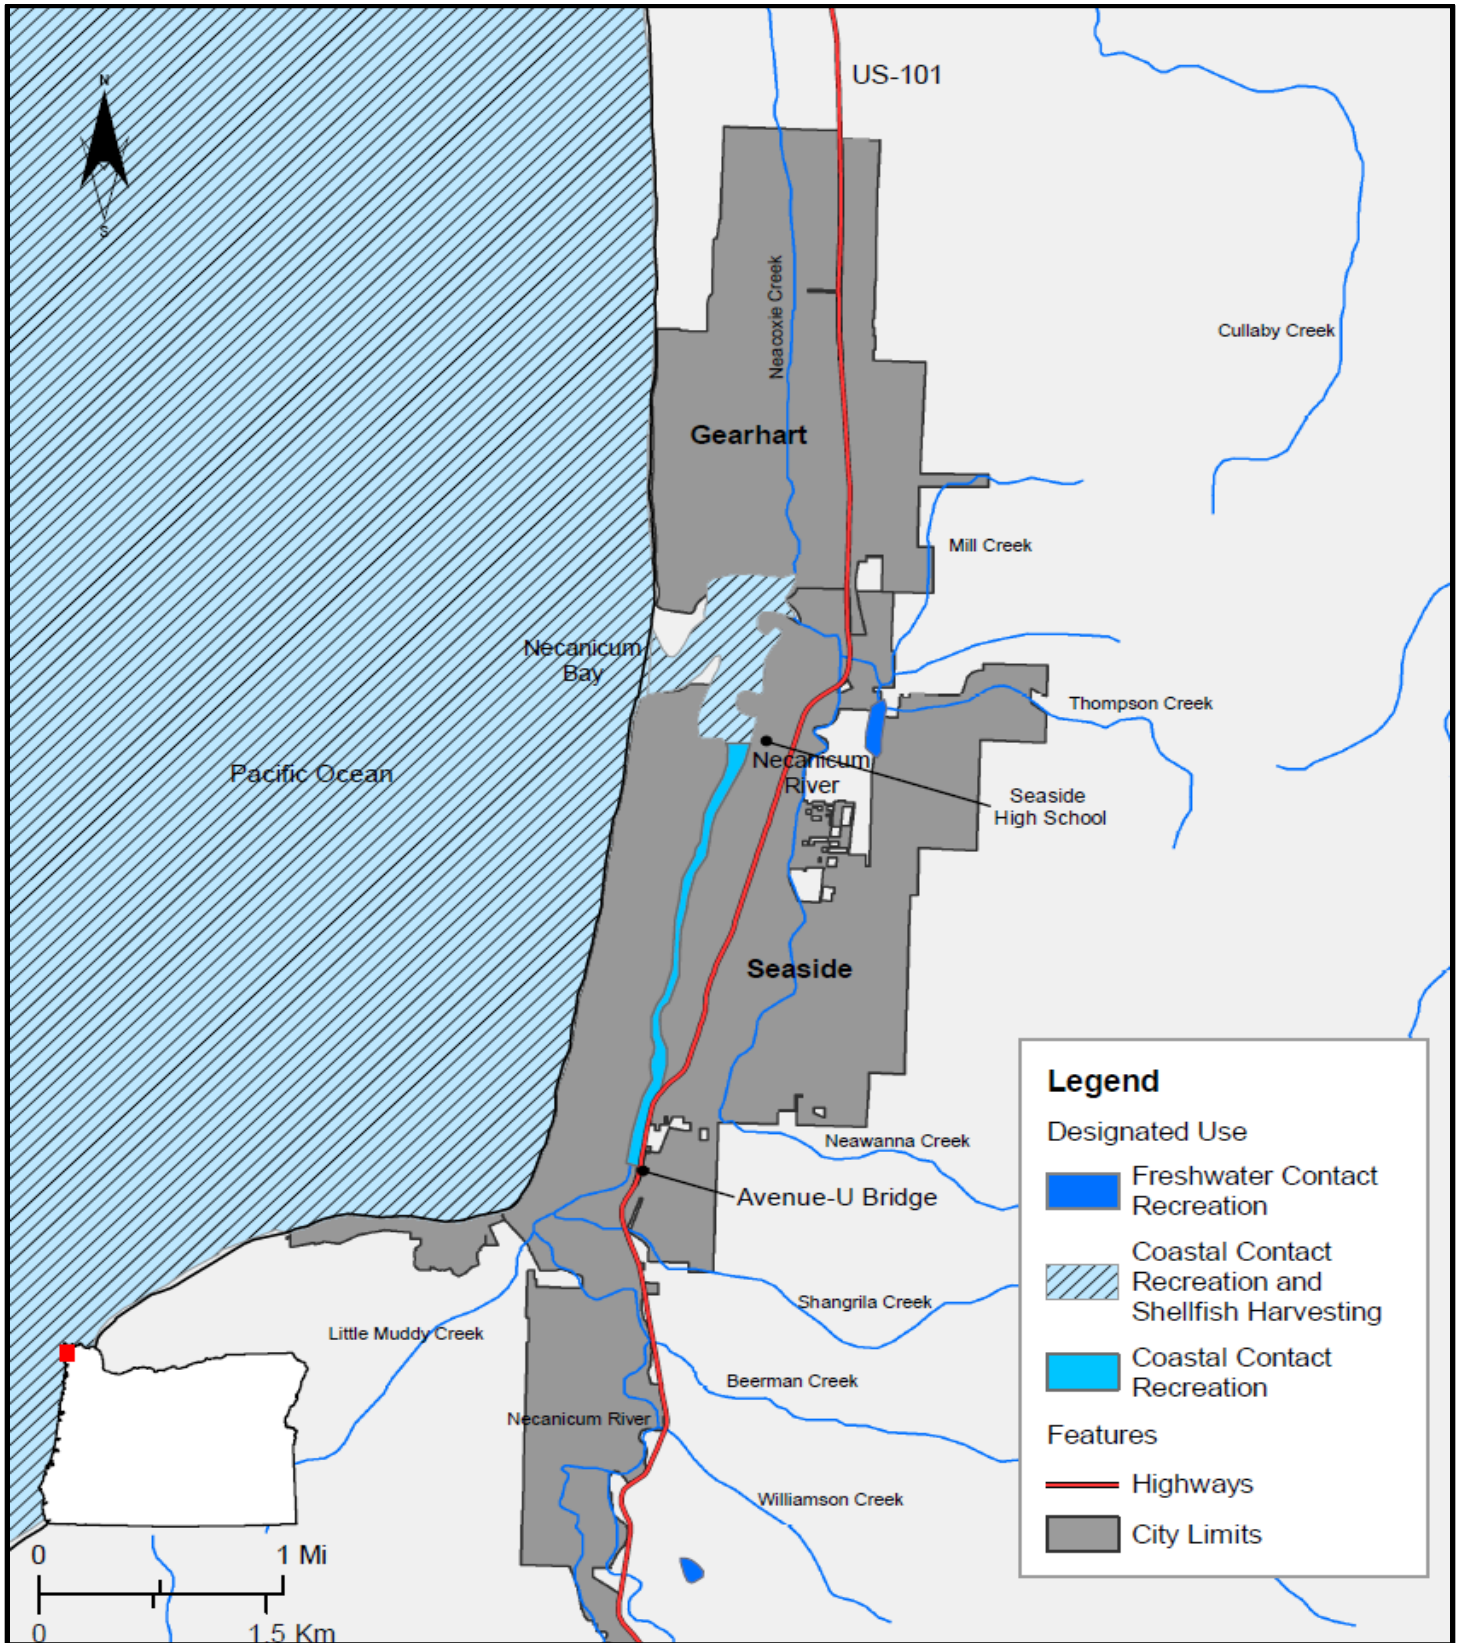 N
S
US-101
Neacoxie Creek
Cullaby Creek
Gearhart
Mill Creek
Necanicum
Bay
Thompson Creek
Pacific Ocean
Necanicum
River
Seaside
High School
Seaside
Neawanna Creek
Avenue-U Bridge
Shangrila Creek
Little Muddy Creek
Beerman Creek
Necanicum River
Williamson Creek
Legend
Designated Use
Freshwater Contact
Recreation
Coastal Contact
Recreation and
Shellfish Harvesting
Coastal Contact
Recreation
Features
Highways
City Limits
0 1 Mi
0 1.5 Km